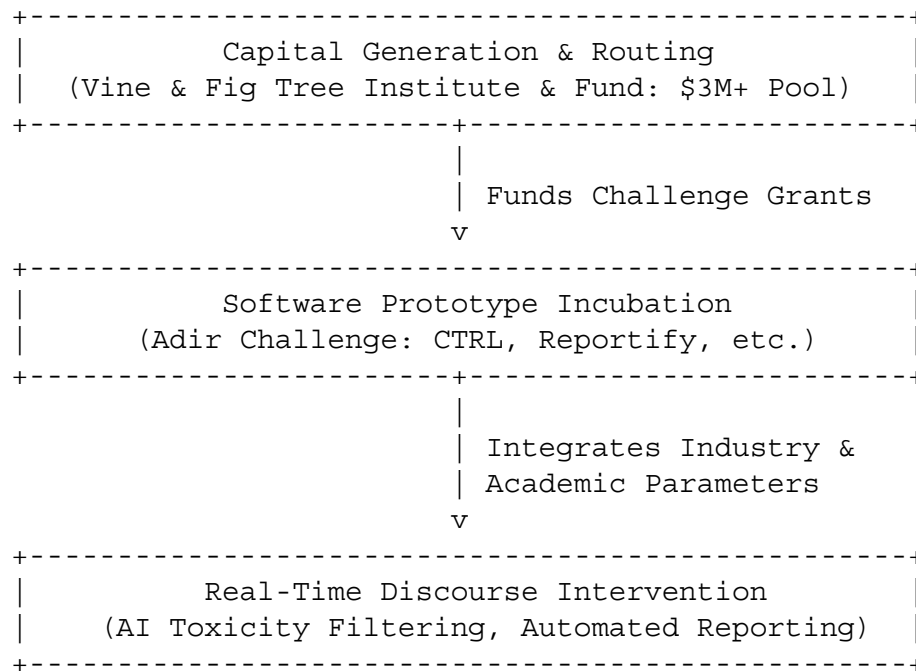 Capital Generation & Routing
(Vine & Fig Tree Institute & Fund: $3M+ Pool)
Funds Challenge Grants
Software Prototype Incubation
(Adir Challenge: CTRL, Reportify, etc.)
Integrates Industry &
Academic Parameters
Real-Time Discourse Intervention
(AI Toxicity Filtering, Automated Reporting)